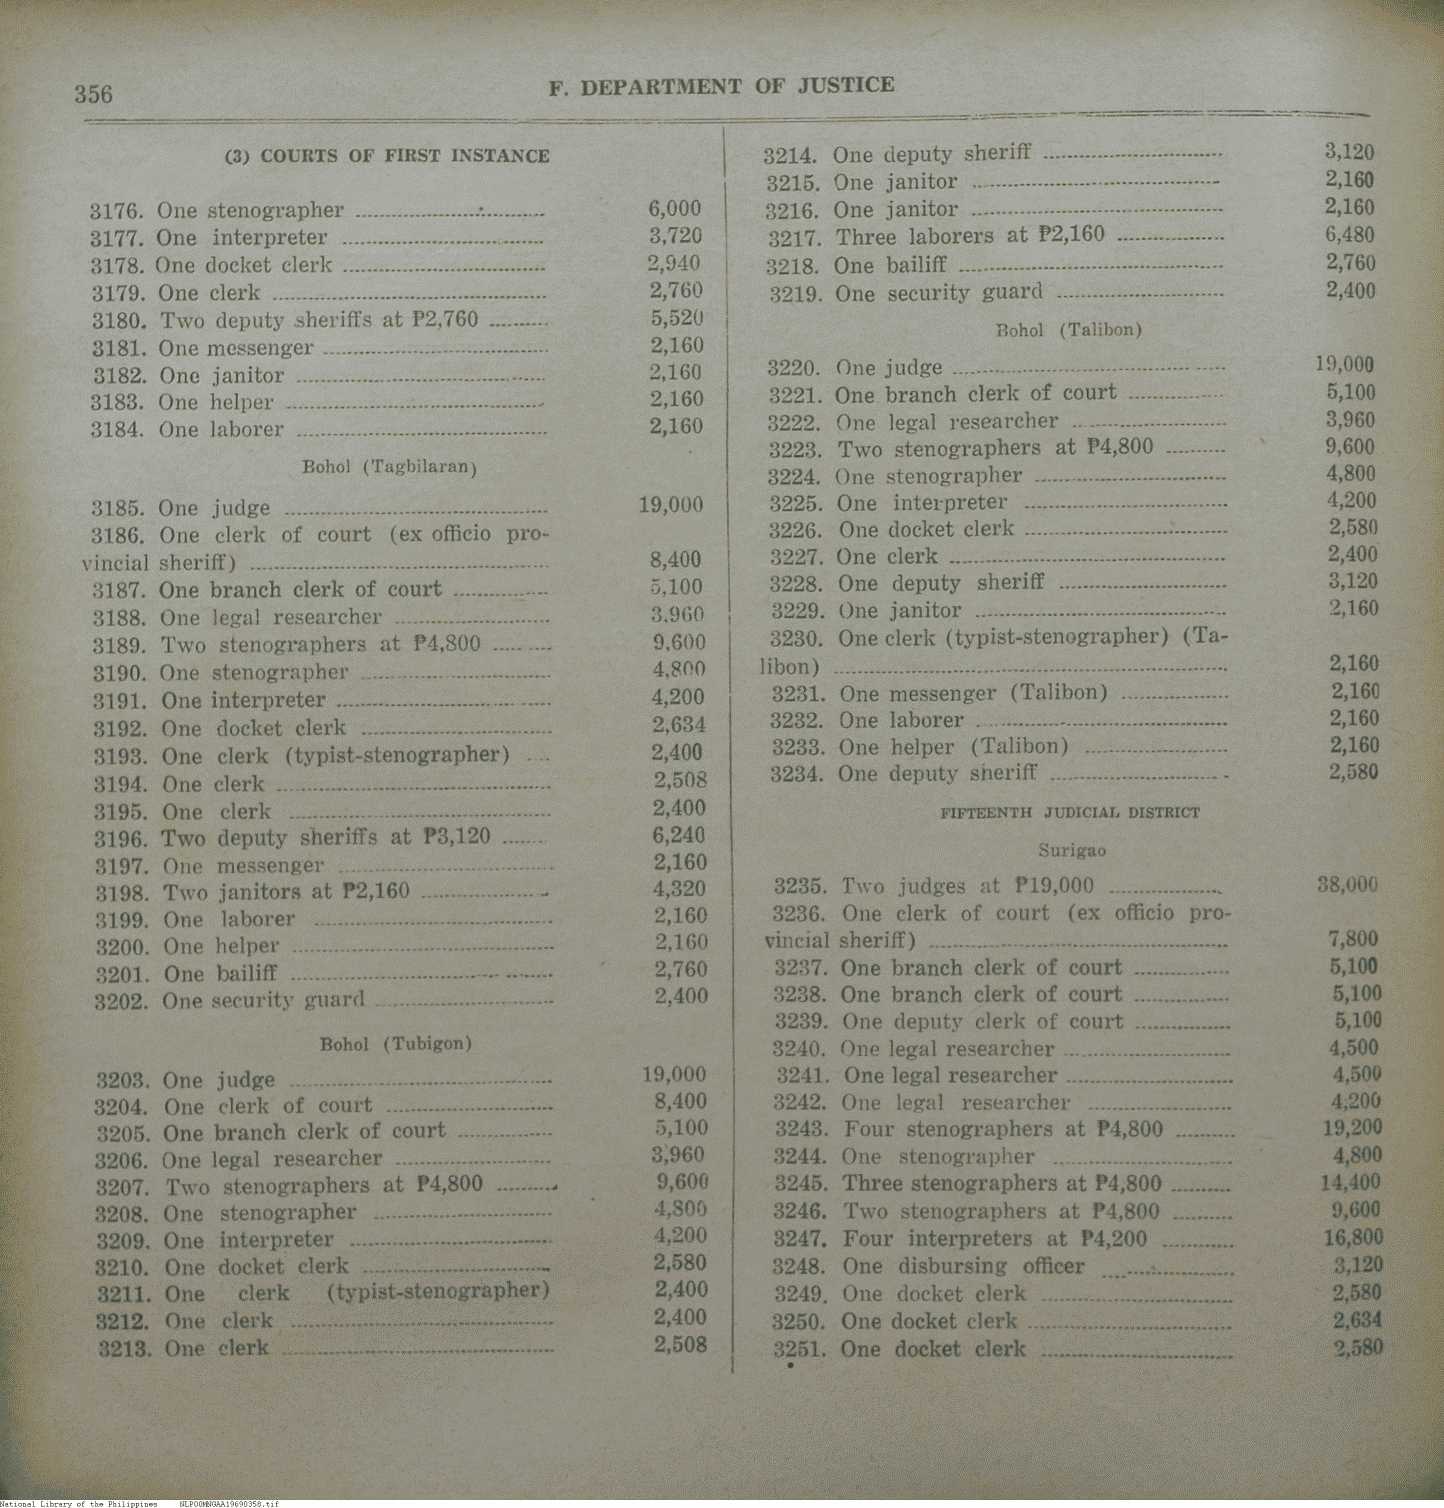 356
F. DEPARTMENT OF JUSTICE
(3) COURTS OF FIRST INSTANCE
3176. One stenographer 6,000
3177. One interpreter 3,720
3178. One docket clerk 2,940
3179. One clerk 2,760
3180. Two deputy sheriffs at ₱2,760 5,520
3181. One messenger 2,160
3182. One janitor 2,160
3183. One helper 2,160
3184. One laborer 2,160
Bohol (Tagbilaran)
3185. One judge 19,000
3186. One clerk of court (ex officio pro-
vincial sheriff) 8,400
3187. One branch clerk of court 5,100
3188. One legal researcher 3,960
3189. Two stenographers at ₱4,800 9,600
3190. One stenographer 4,800
3191. One interpreter 4,200
3192. One docket clerk 2,634
3193. One clerk (typist-stenographer) 2,400
3194. One clerk 2,508
3195. One clerk 2,400
3196. Two deputy sheriffs at ₱3,120 6,240
3197. One messenger 2,160
3198. Two janitors at ₱2,160 4,320
3199. One laborer 2,160
3200. One helper 2,160
3201. One bailiff 2,760
3202. One security guard 2,400
Bohol (Tubigon)
3203. One judge 19,000
3204. One clerk of court 8,400
3205. One branch clerk of court 5,100
3206. One legal researcher 3,960
3207. Two stenographers at ₱4,800 9,600
3208. One stenographer 4,800
3209. One interpreter 4,200
3210. One docket clerk 2,580
3211. One clerk (typist-stenographer) 2,400
3212. One clerk 2,400
3213. One clerk 2,508
3214. One deputy sheriff 3,120
3215. One janitor 2,160
3216. One janitor 2,160
3217. Three laborers at ₱2,160 6,480
3218. One bailiff 2,760
3219. One security guard 2,400
Bohol (Talibon)
3220. One judge 19,000
3221. One branch clerk of court 5,100
3222. One legal researcher 3,960
3223. Two stenographers at ₱4,800 9,600
3224. One stenographer 4,800
3225. One interpreter 4,200
3226. One docket clerk 2,580
3227. One clerk 2,400
3228. One deputy sheriff 3,120
3229. One janitor 2,160
3230. One clerk (typist-stenographer) (Ta-
libon) 2,160
3231. One messenger (Talibon) 2,160
3232. One laborer 2,160
3233. One helper (Talibon) 2,160
3234. One deputy sheriff 2,580
FIFTEENTH JUDICIAL DISTRICT
Surigao
3235. Two judges at ₱19,000 38,000
3236. One clerk of court (ex officio pro-
vincial sheriff) 7,800
3237. One branch clerk of court 5,100
3238. One branch clerk of court 5,100
3239. One deputy clerk of court 5,100
3240. One legal researcher 4,500
3241. One legal researcher 4,500
3242. One legal researcher 4,200
3243. Four stenographers at ₱4,800 19,200
3244. One stenographer 4,800
3245. Three stenographers at ₱4,800 14,400
3246. Two stenographers at ₱4,800 9,600
3247. Four interpreters at ₱4,200 16,800
3248. One disbursing officer 3,120
3249. One docket clerk 2,580
3250. One docket clerk 2,634
3251. One docket clerk 2,580
National Library of the Philippines NLP00MNGAA19690358.tif